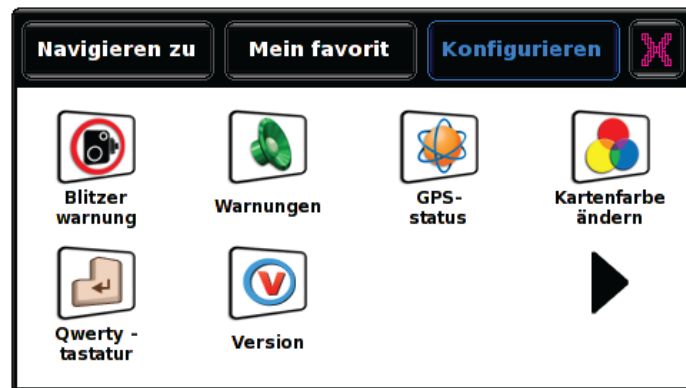 Navigieren zu
Mein favorit
Konfigurieren
Blitzer
warnung
Warnungen
GPS-
status
Kartenfarbe
ändern
Qwerty -
tastatur
V
Version